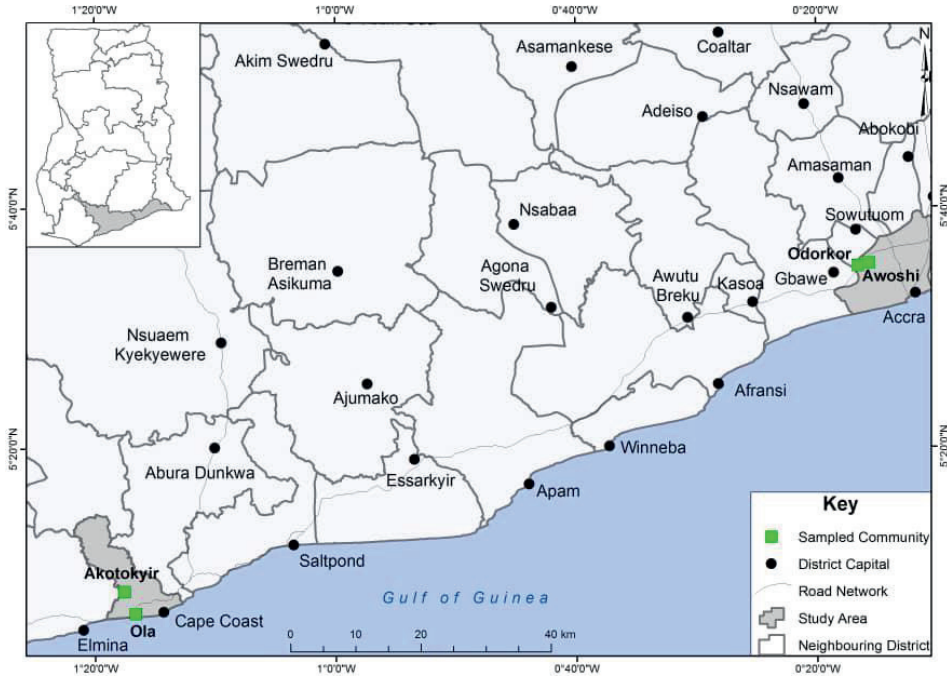 1°20'0"W
1°0'0"W
0°40'0"W
0°20'0"W
N
Akim Swedru
Asamankese
Coaltar
Nsawam
Adeiso
Abokobi
Amasaman
5°40'0"N
5°40'0"N
Nsabaa
Sowutuom
Odorkor
Breman
Asikuma
Agona
Swedru
Awutu
Breku
Kasoa
Gbawe
Awoshi
Accra
Nsuaem
Kyekyewere
Ajumako
Afransi
5°20'0"N
5°20'0"N
Abura Dunkwa
Essarkyir
Winneba
Apam
Saltpond
Akotokyir
Ola
Cape Coast
Elmina
Gulf of Guinea
0 10 20 40 km
Key
Sampled Community
District Capital
Road Network
Study Area
Neighbouring District
1°20'0"W
1°0'0"W
0°40'0"W
0°20'0"W